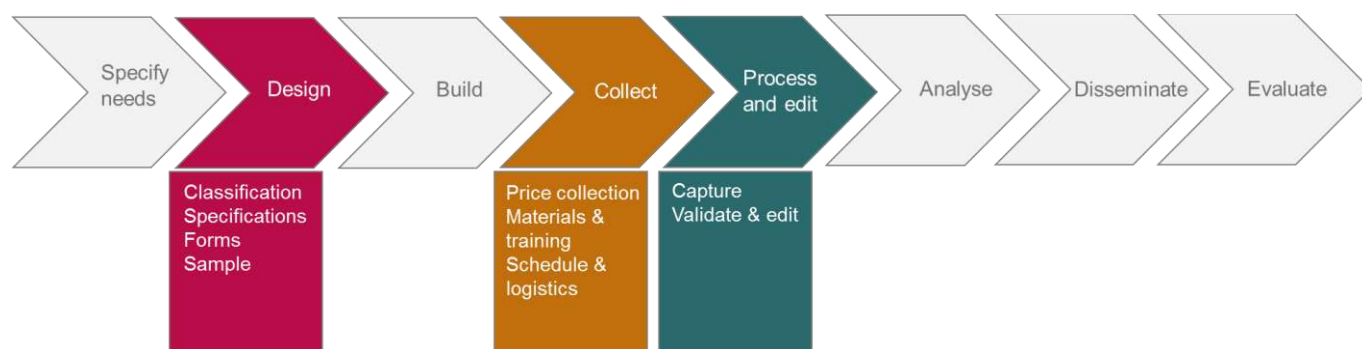 Specify
needs
Design
Build
Collect
Process
and edit
Analyse
Disseminate
Evaluate
Classification
Specifications
Forms
Sample
Price collection
Materials &
training
Schedule &
logistics
Capture
Validate & edit